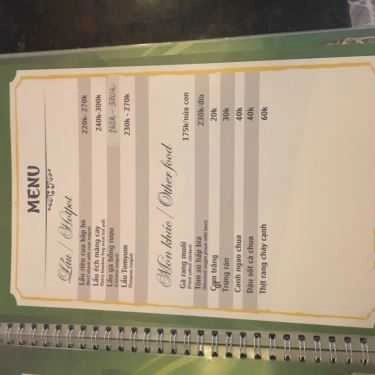 MENU
Lẩu / Hotpot
Lẩu riêu cua bắp bò 220k- 270k
Lẩu ếch măng cay 240k-300k
Lẩu gà bỗng rượu
Lẩu Tomyum 230k - 270k
Món khác / Other food
Gà rang muối 175k/nửa con
Tôm sú hấp bia 230k/đĩa
Cơm trắng 20k
Trứng rán 30k
Canh ngao chua 40k
Đậu sốt cà chua 40k
Thịt rang cháy cạnh 60k